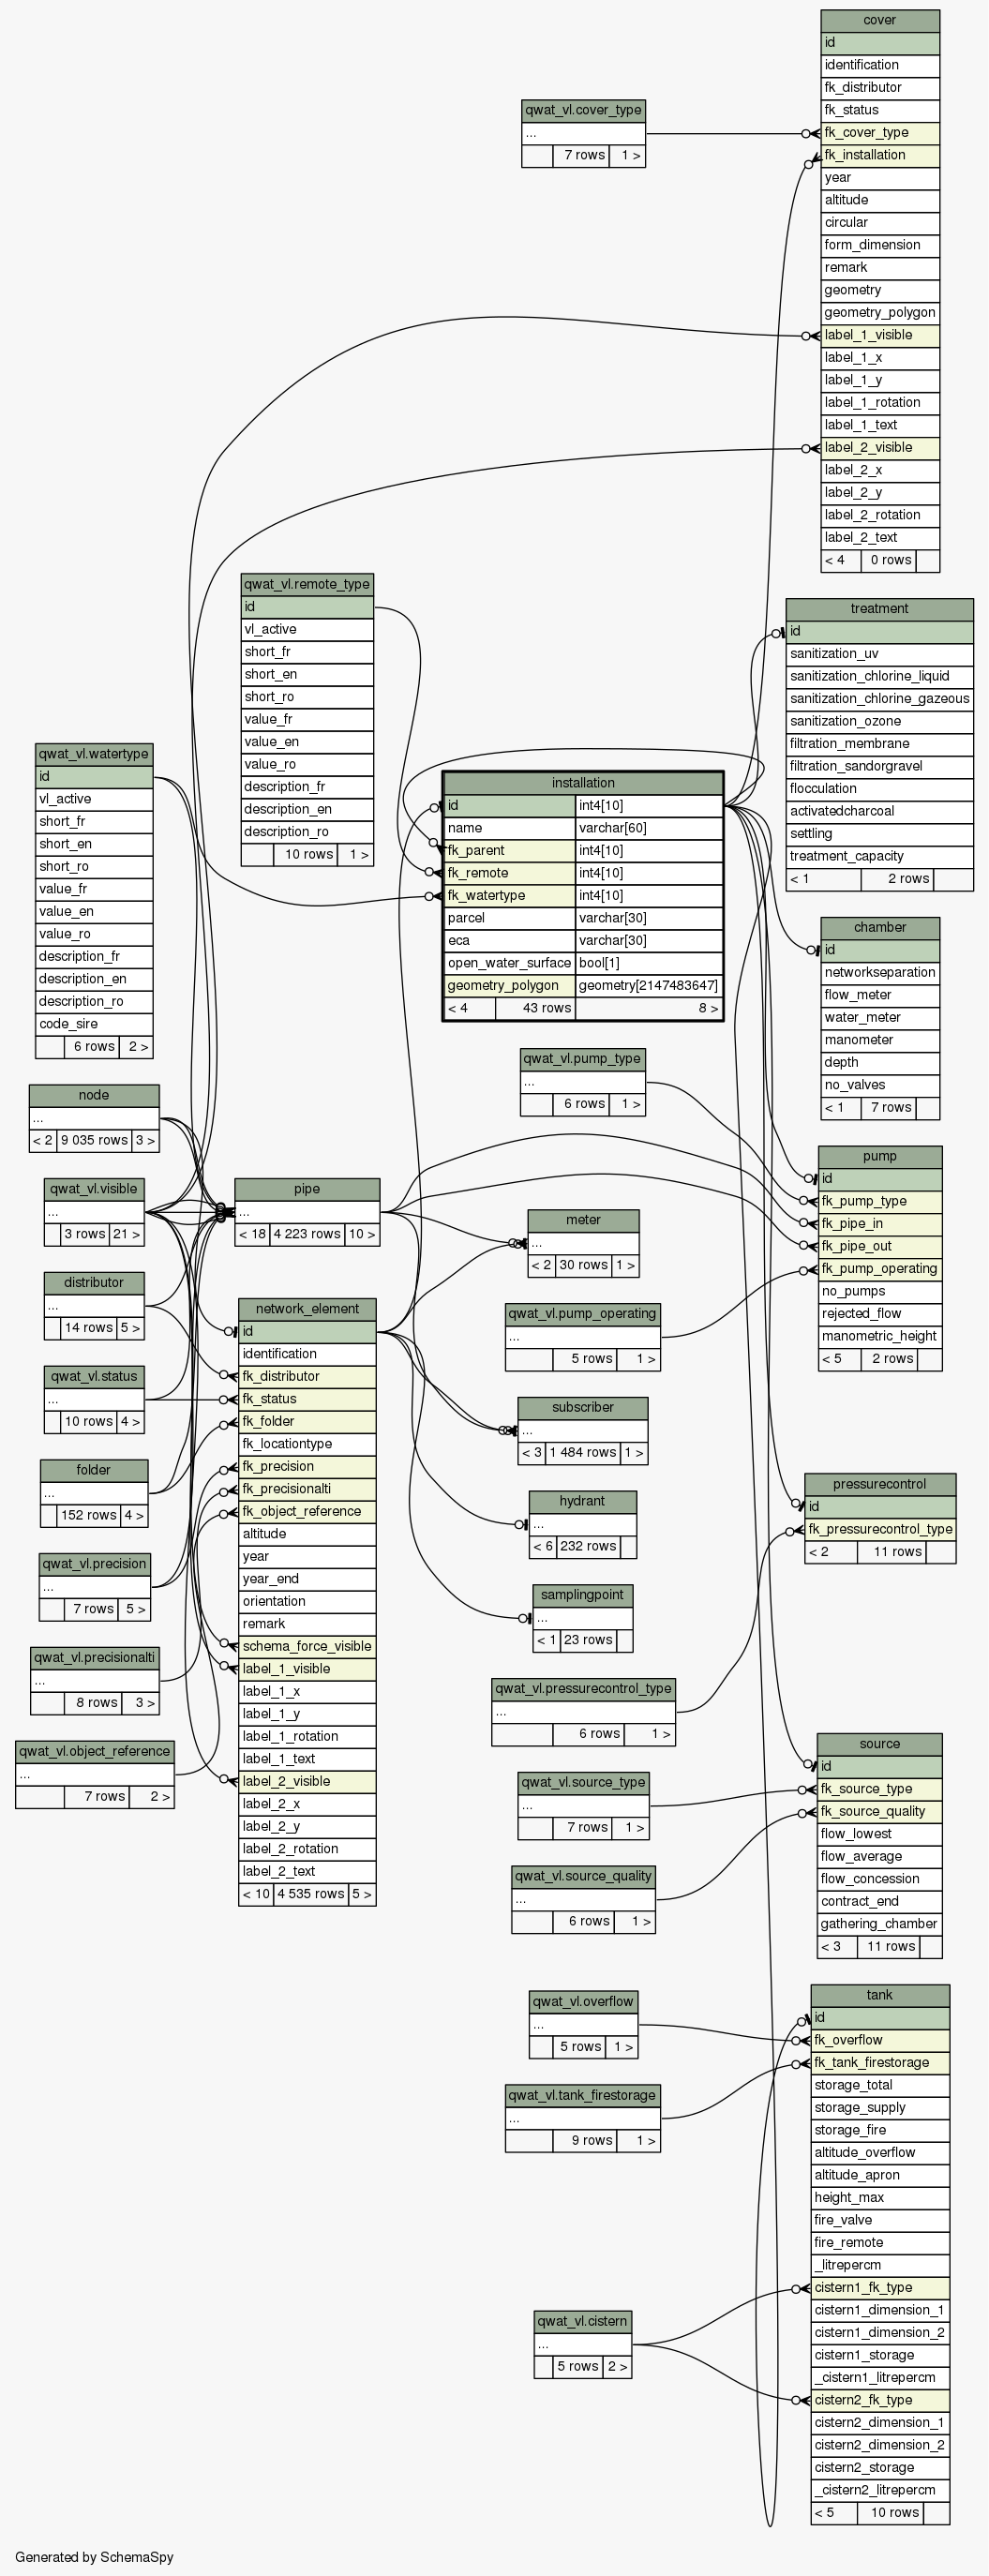 cover
id
identification
fk_distributor
fk_status
fk_cover_type
fk_installation
year
altitude
circular
form_dimension
remark
geometry
geometry_polygon
label_1_visible
label_1_x
label_1_y
label_1_rotation
label_1_text
label_2_visible
label_2_x
label_2_y
label_2_rotation
label_2_text
< 4 0 rows
qwat_vl.cover_type
...
7 rows 1 >
qwat_vl.remote_type
id
vl_active
short_fr
short_en
short_ro
value_fr
value_en
value_ro
description_fr
description_en
description_ro
10 rows 1 >
treatment
id
sanitization_uv
sanitization_chlorine_liquid
sanitization_chlorine_gazeous
sanitization_ozone
filtration_membrane
filtration_sandorgravel
flocculation
activatedcharcoal
settling
treatment_capacity
< 1 2 rows
qwat_vl.watertype
id
vl_active
short_fr
short_en
short_ro
value_fr
value_en
value_ro
description_fr
description_en
description_ro
code_sire
6 rows 2 >
installation
id int4[10]
name varchar[60]
fk_parent int4[10]
fk_remote int4[10]
fk_watertype int4[10]
parcel varchar[30]
eca varchar[30]
open_water_surface bool[1]
geometry_polygon geometry[2147483647]
< 4 43 rows 8 >
chamber
id
networkseparation
flow_meter
water_meter
manometer
depth
no_valves
< 1 7 rows
qwat_vl.pump_type
...
6 rows 1 >
node
...
< 2 9 035 rows 3 >
pump
id
fk_pump_type
fk_pipe_in
fk_pipe_out
fk_pump_operating
no_pumps
rejected_flow
manometric_height
< 5 2 rows
qwat_vl.visible
...
3 rows 21 >
pipe
...
< 18 4 223 rows 10 >
meter
...
< 2 30 rows 1 >
distributor
...
14 rows 5 >
qwat_vl.pump_operating
...
5 rows 1 >
network_element
id
identification
fk_distributor
fk_status
fk_folder
fk_locationtype
fk_precision
fk_precisionalti
fk_object_reference
altitude
year
year_end
orientation
remark
schema_force_visible
label_1_visible
label_1_x
label_1_y
label_1_rotation
label_1_text
label_2_visible
label_2_x
label_2_y
label_2_rotation
label_2_text
< 10 4 535 rows 5 >
qwat_vl.status
...
10 rows 4 >
subscriber
...
< 3 1 484 rows 1 >
folder
...
152 rows 4 >
hydrant
...
< 6 232 rows
pressurecontrol
id
fk_pressurecontrol_type
< 2 11 rows
qwat_vl.precision
...
7 rows 5 >
samplingpoint
...
< 1 23 rows
qwat_vl.precisionalti
...
8 rows 3 >
qwat_vl.pressurecontrol_type
...
6 rows 1 >
qwat_vl.object_reference
...
7 rows 2 >
source
id
fk_source_type
fk_source_quality
flow_lowest
flow_average
flow_concession
contract_end
gathering_chamber
< 3 11 rows
qwat_vl.source_type
...
7 rows 1 >
qwat_vl.source_quality
...
6 rows 1 >
qwat_vl.overflow
...
5 rows 1 >
tank
id
fk_overflow
fk_tank_firestorage
storage_total
storage_supply
storage_fire
altitude_overflow
altitude_apron
height_max
fire_valve
fire_remote
_litrepercm
cistern1_fk_type
cistern1_dimension_1
cistern1_dimension_2
cistern1_storage
_cistern1_litrepercm
cistern2_fk_type
cistern2_dimension_1
cistern2_dimension_2
cistern2_storage
_cistern2_litrepercm
< 5 10 rows
qwat_vl.tank_firestorage
...
9 rows 1 >
qwat_vl.cistern
...
5 rows 2 >
Generated by SchemaSpy